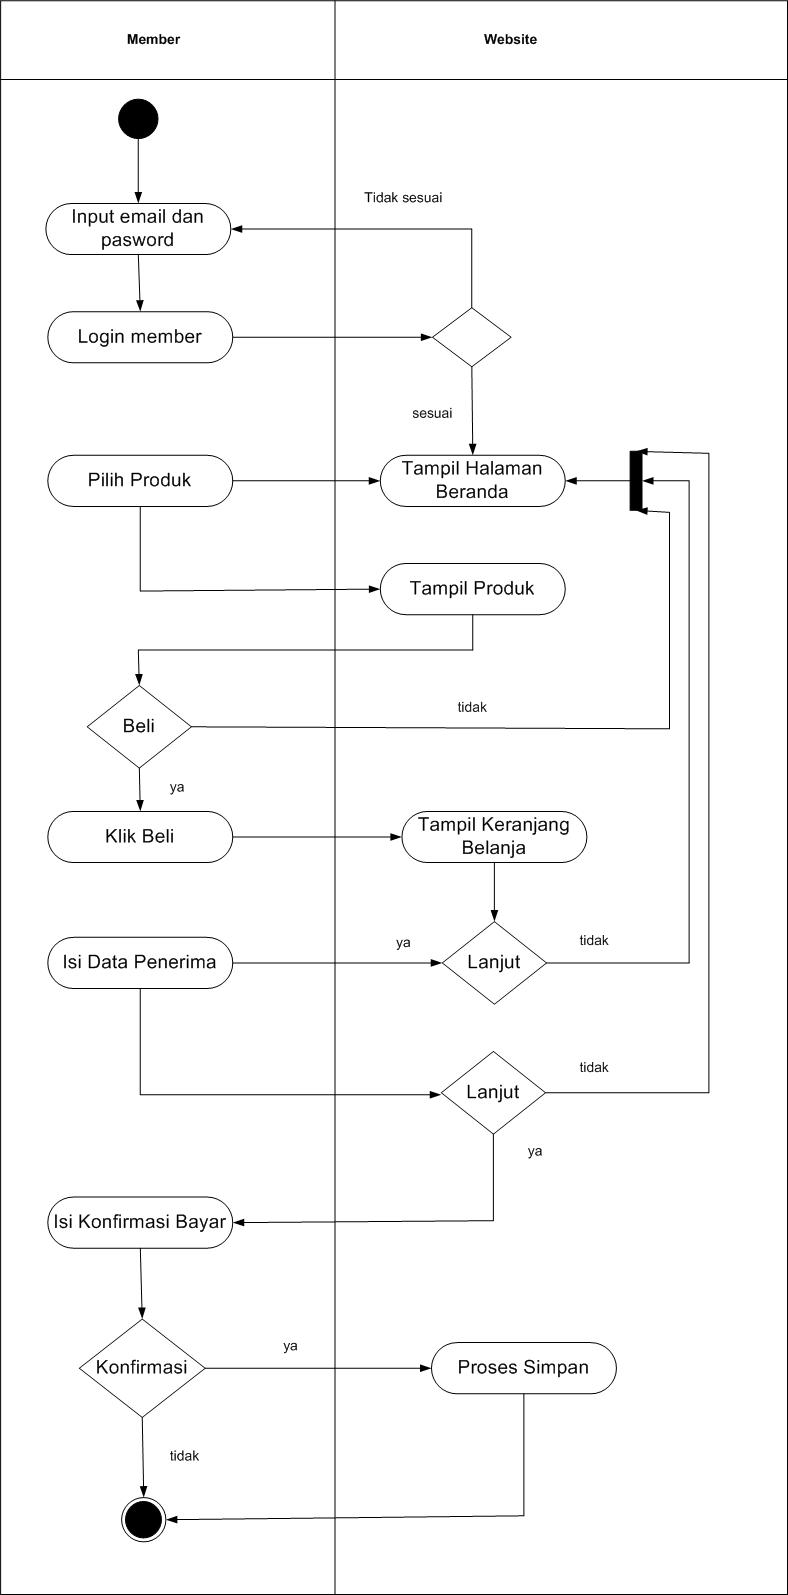 Member
Website
Tidak sesuai
Input email dan
pasword
Login member
sesuai
Pilih Produk
Tampil Halaman
Beranda
Tampil Produk
Beli
tidak
ya
Klik Beli
Tampil Keranjang
Belanja
Isi Data Penerima
ya
Lanjut
tidak
Lanjut
tidak
ya
Isi Konfirmasi Bayar
Konfirmasi
ya
Proses Simpan
tidak